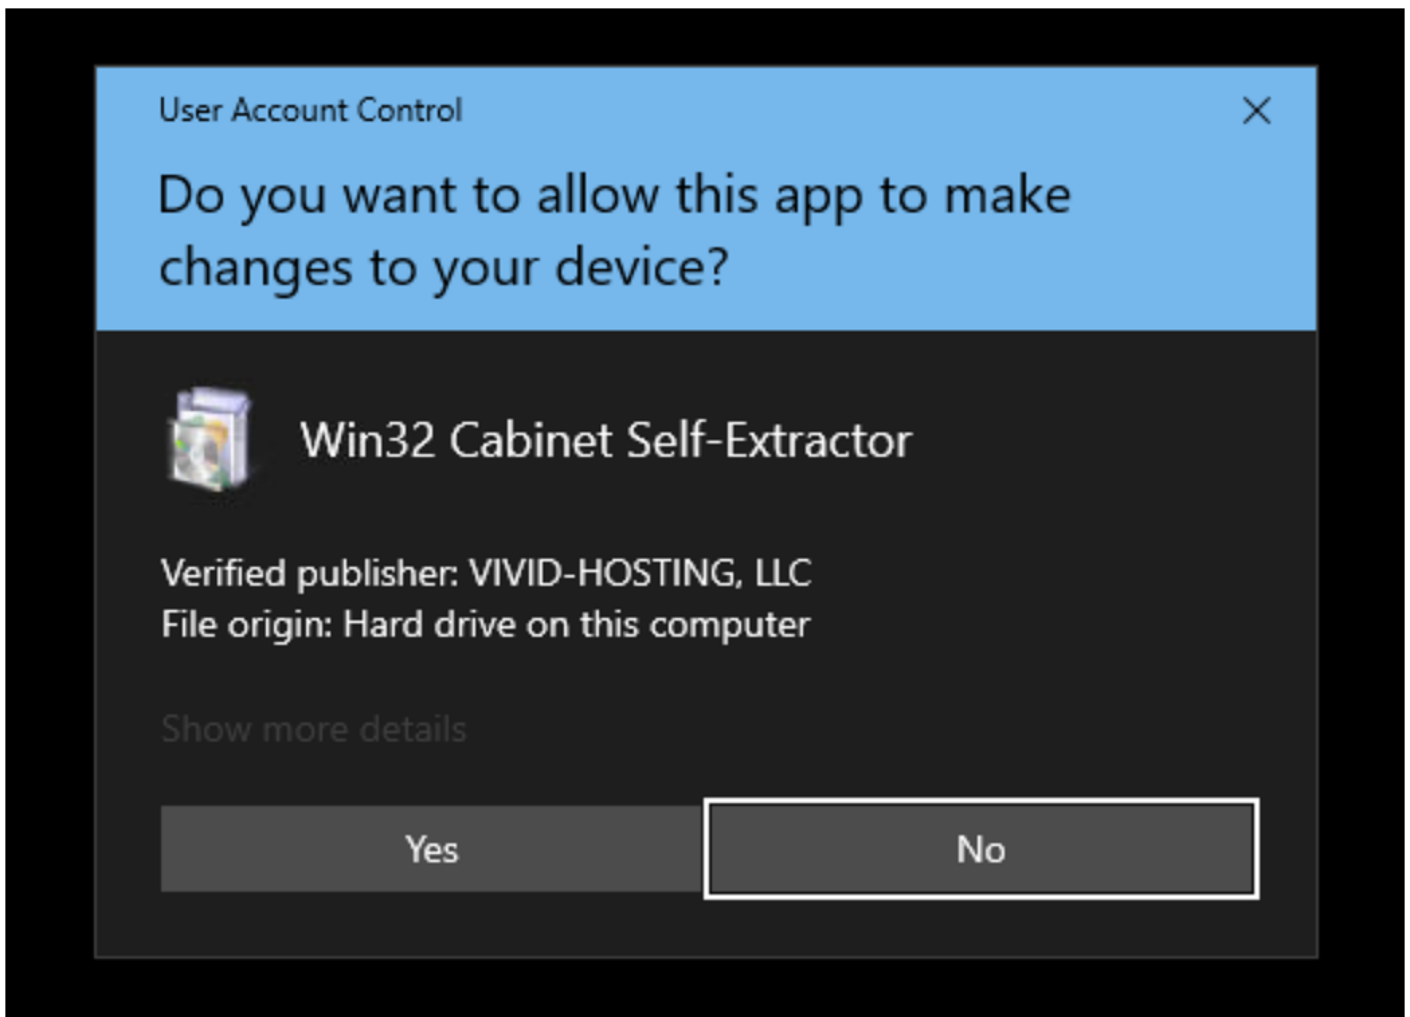 User Account Control
Do you want to allow this app to make
changes to your device?
Win32 Cabinet Self-Extractor
Verified publisher: VIVID-HOSTING, LLC
File origin: Hard drive on this computer
Show more details
Yes
No